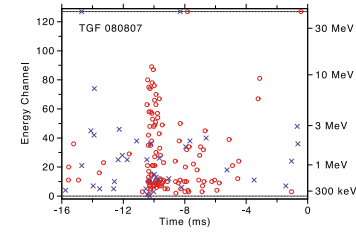 TGF 080807
Energy Channel
120
100
80
60
40
20
0
30 MeV
10 MeV
3 MeV
1 MeV
300 keV
-16
-12
-8
-4
0
Time (ms)